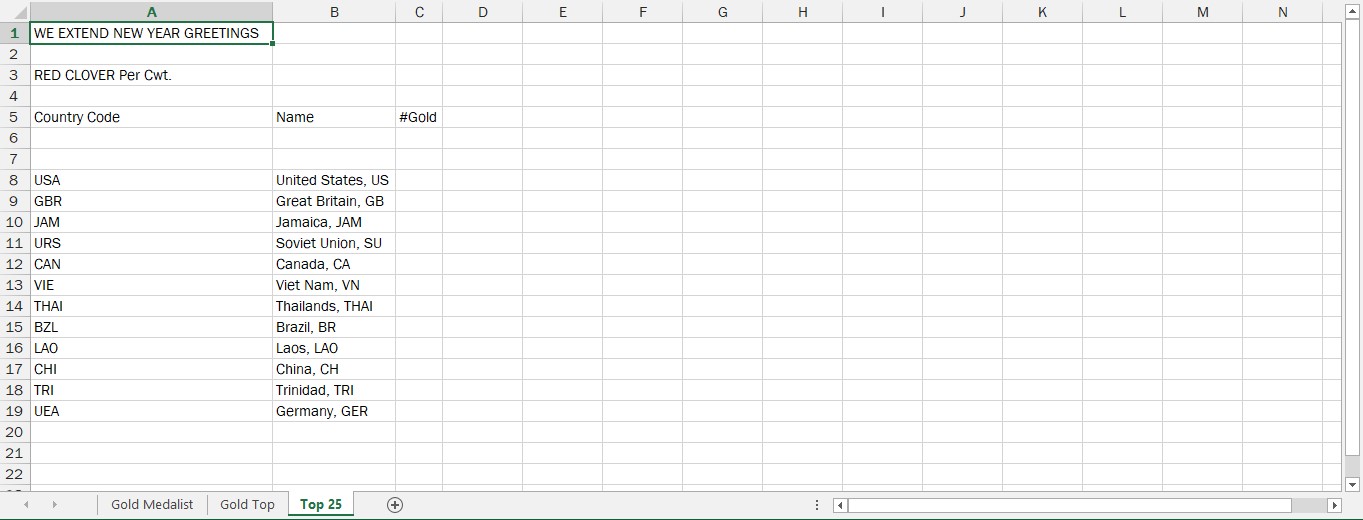 A B C D E F G H I J K L M N
1 WE EXTEND NEW YEAR GREETINGS
2
3 RED CLOVER Per Cwt.
4
5 Country Code Name #Gold
6
7
8 USA United States, US
9 GBR Great Britain, GB
10 JAM Jamaica, JAM
11 URS Soviet Union, SU
12 CAN Canada, CA
13 VIE Viet Nam, VN
14 THAI Thailands, THAI
15 BZL Brazil, BR
16 LAO Laos, LAO
17 CHI China, CH
18 TRI Trinidad, TRI
19 UEA Germany, GER
20
21
22
Gold Medalist Gold Top Top 25